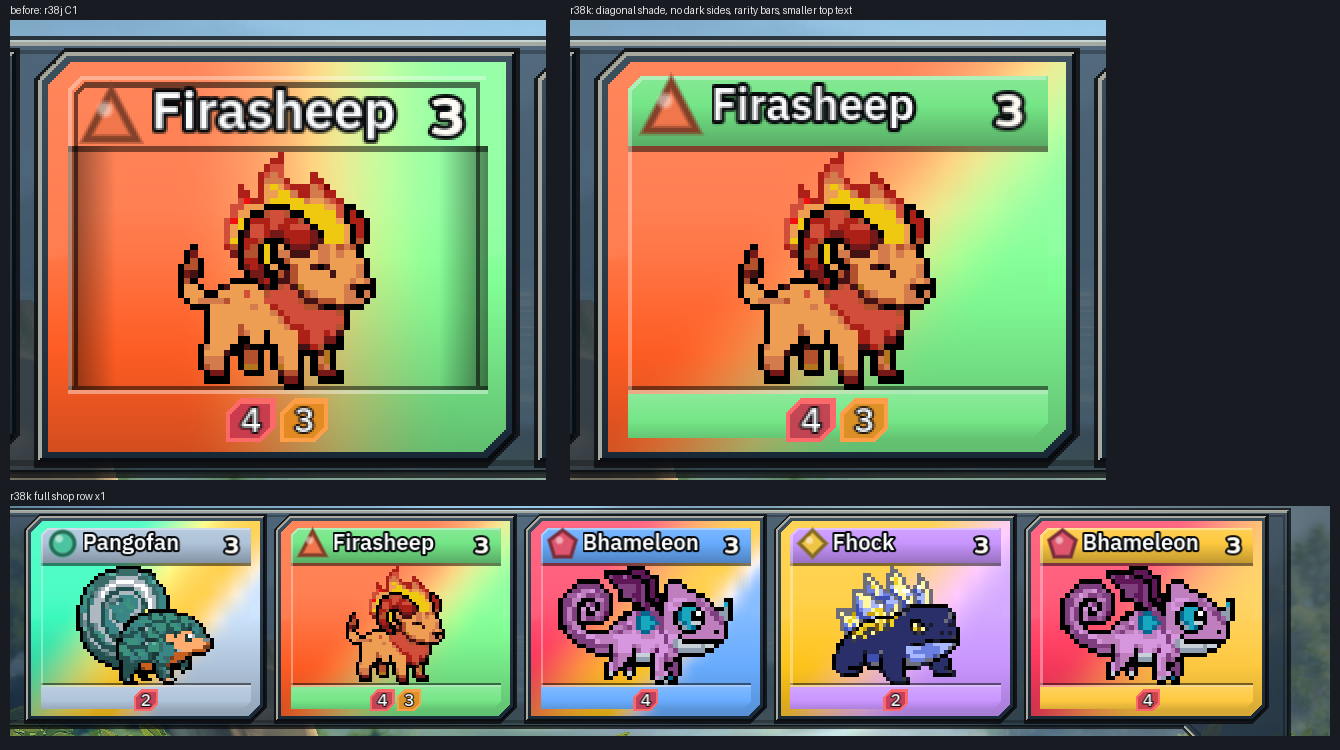 before: r38j C1
r38k: diagonal shade, no dark sides, rarity bars, smaller top text
Firasheep 3
4 3
Firasheep 3
4 3
r38k full shop row x1
Pangofan 3
2
Firasheep 3
4 3
Bhameleon 3
4
Fhock 3
2
Bhameleon 3
4